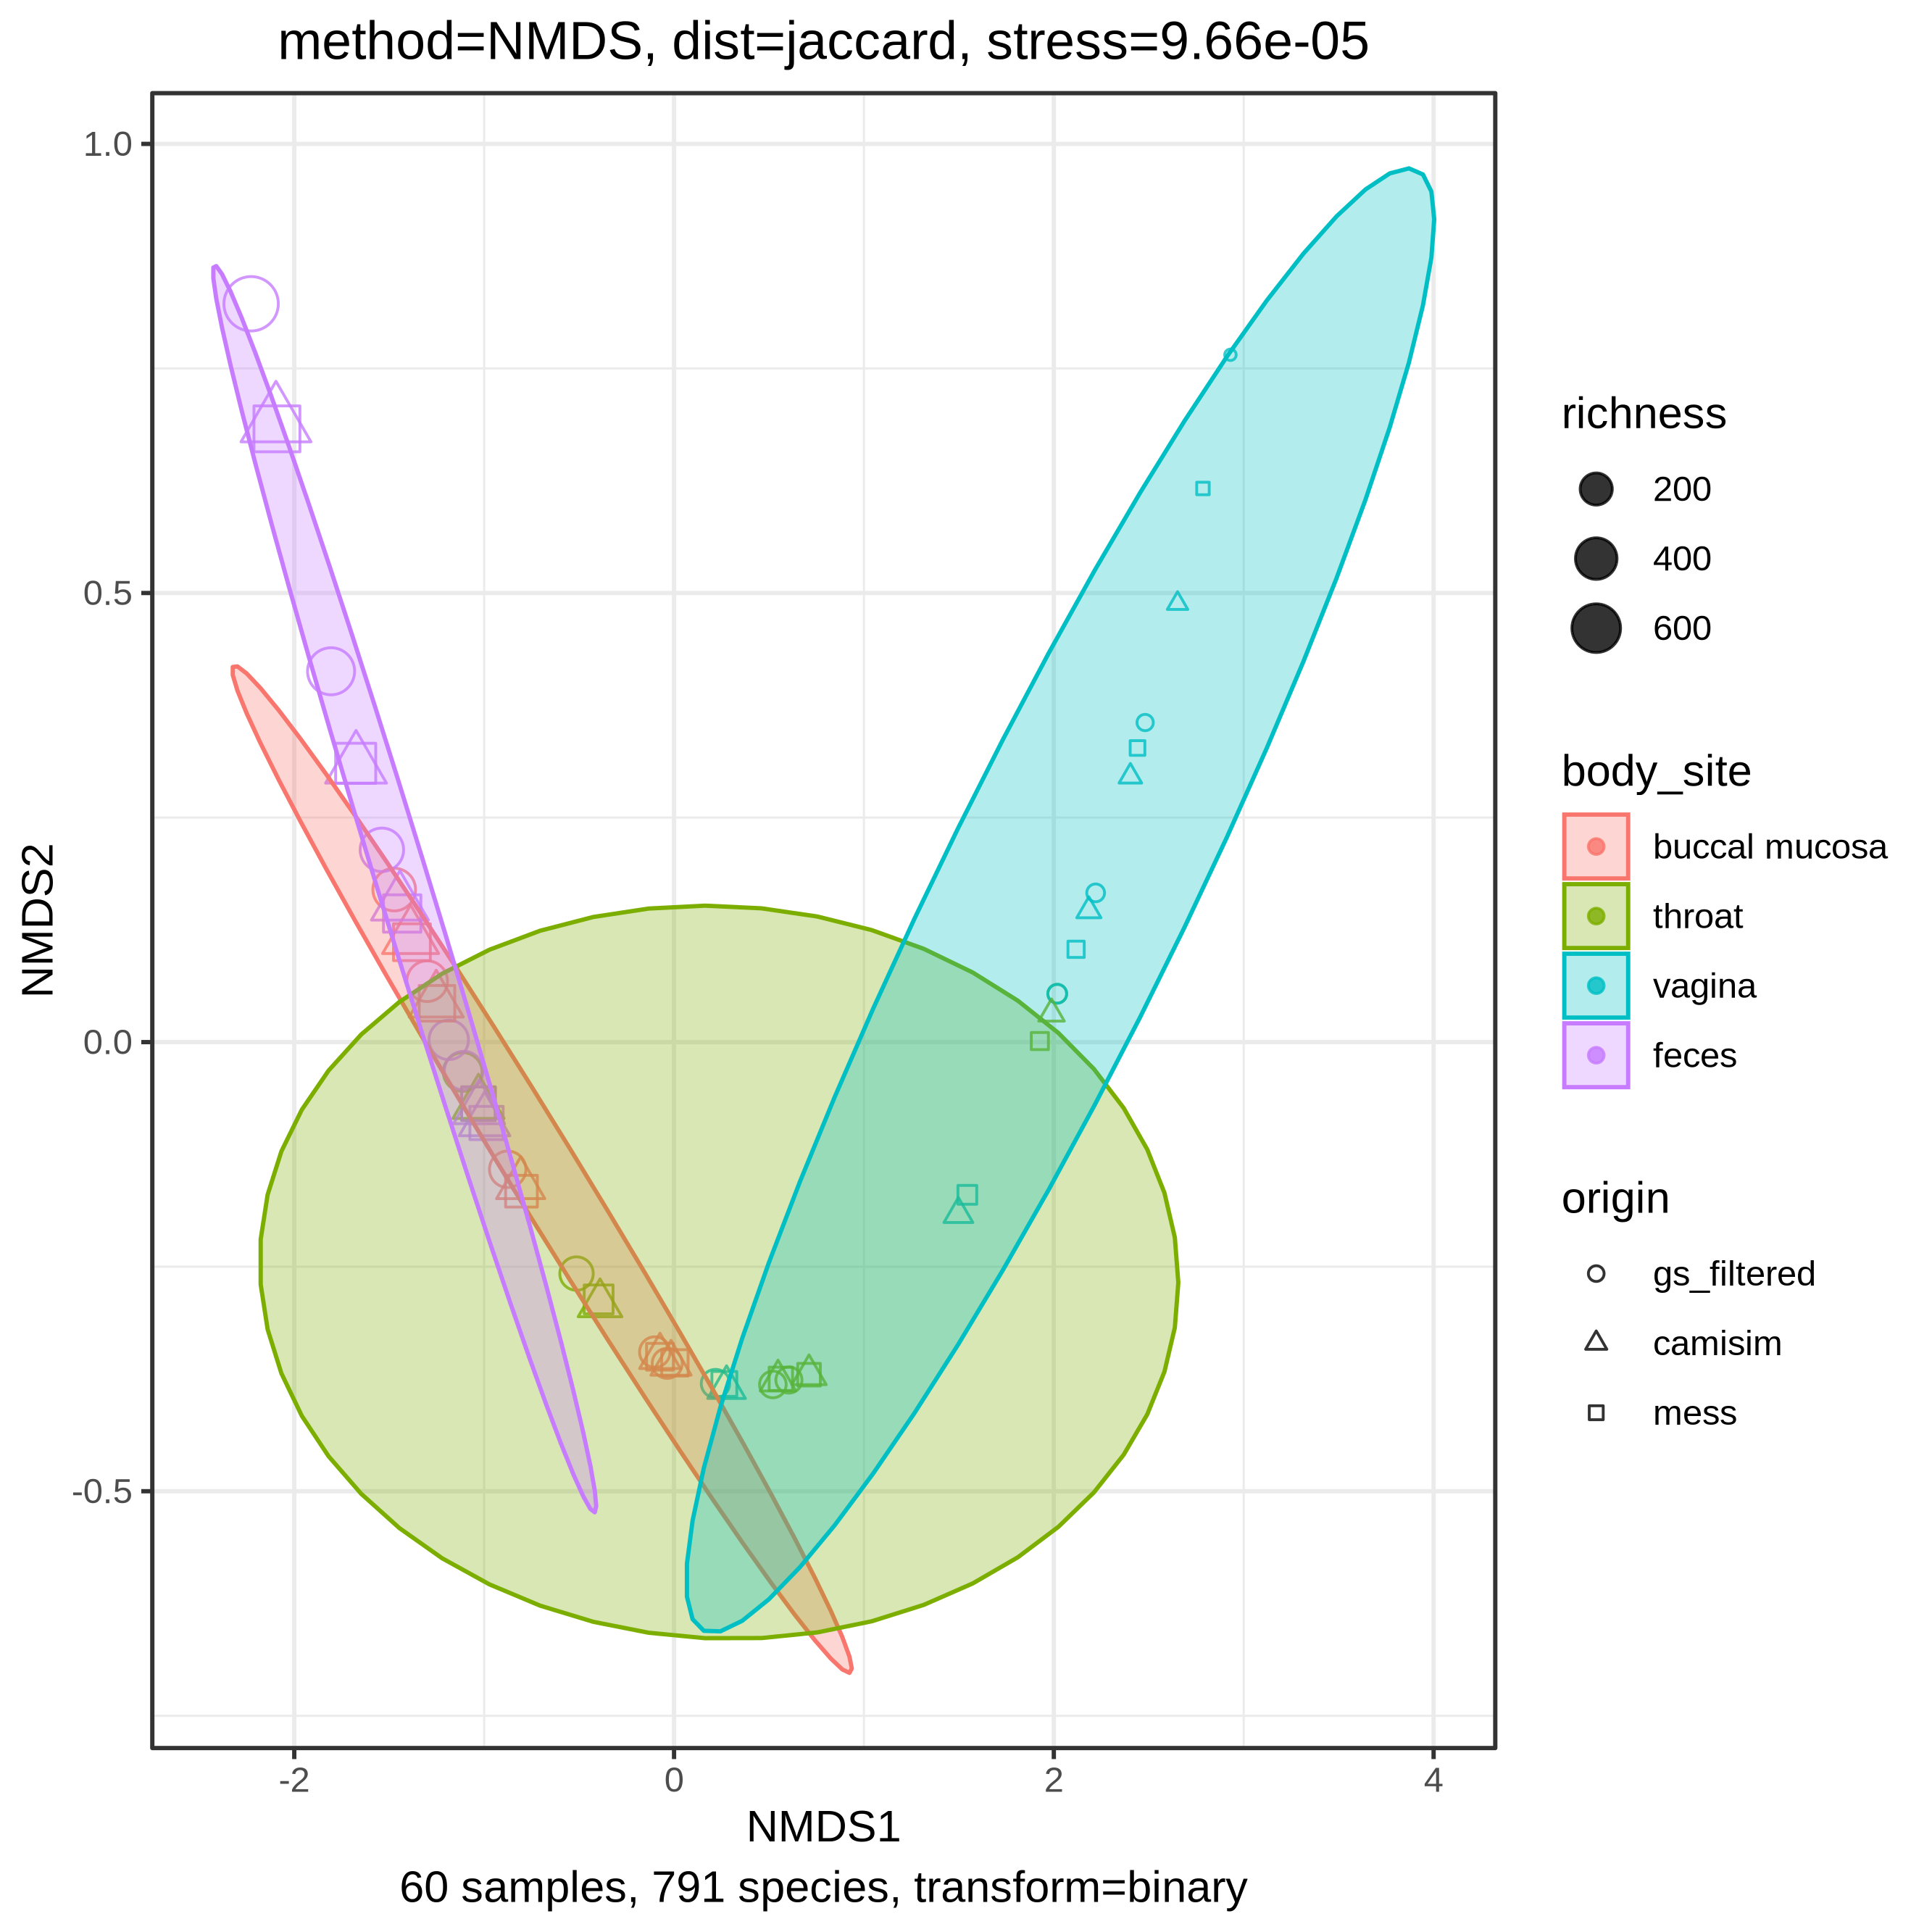 method=NMDS, dist=jaccard, stress=9.66e-05
1.0
0.5
0.0
-0.5
NMDS2
-2
0
2
4
NMDS1
60 samples, 791 species, transform=binary
richness
200
400
600
body_site
buccal mucosa
throat
vagina
feces
origin
gs_filtered
camisim
mess